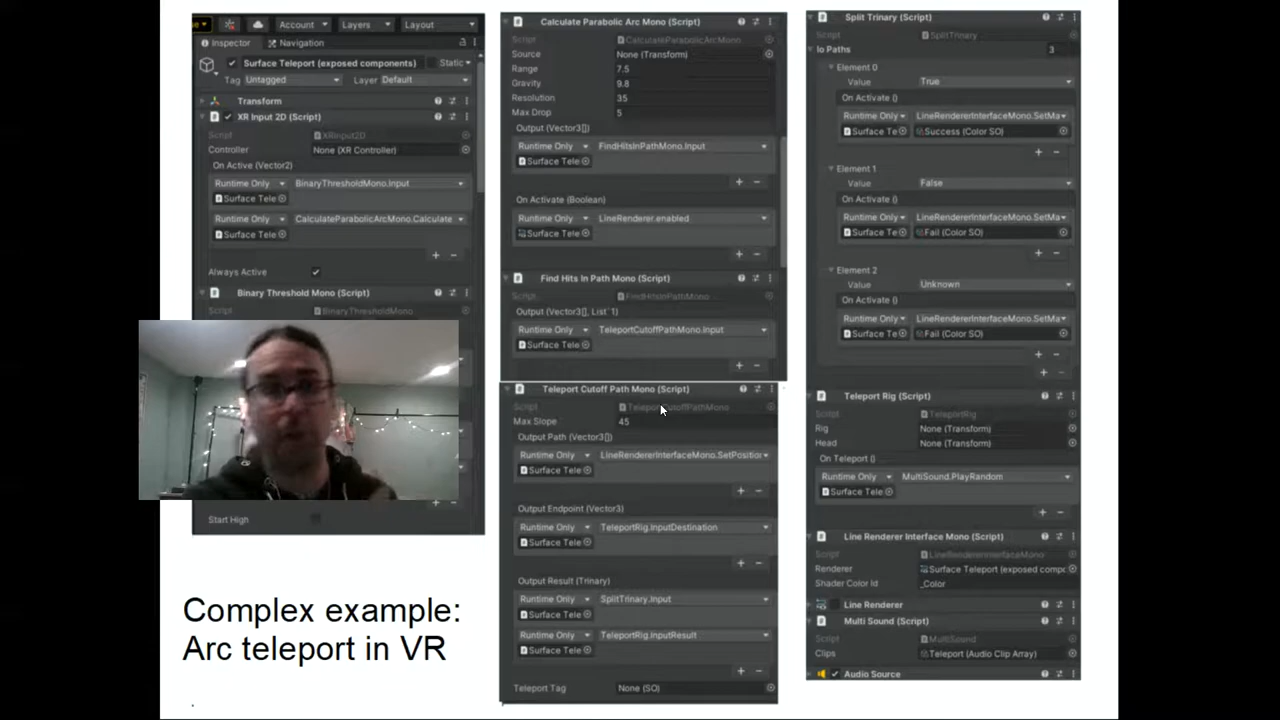 Account
Layers
Layout
Inspector
Navigation
Surface Teleport (exposed components)
Static
Tag Untagged
Layer Default
Transform
XR Input 2D (Script)
Script XRInput2D
Controller None (XR Controller)
On Active (Vector2)
Runtime Only BinaryThresholdMono.Input
Surface Tele
Runtime Only CalculateParabolicArcMono.Calculate
Surface Tele
Always Active
Binary Threshold Mono (Script)
Script BinaryThresholdMono
Start High
Complex example:
Arc teleport in VR
Calculate Parabolic Arc Mono (Script)
Script CalculateParabolicArcMono
Source None (Transform)
Range 7.5
Gravity 9.8
Resolution 35
Max Drop 5
Output (Vector3[])
Runtime Only FindHitsInPathMono.Input
Surface Tele
On Activate (Boolean)
Runtime Only LineRenderer.enabled
Surface Tele
Find Hits In Path Mono (Script)
Script FindHitsInPathMono
Output (Vector3[], List`1)
Runtime Only TeleportCutoffPathMono.Input
Surface Tele
Teleport Cutoff Path Mono (Script)
Script TeleportCutoffPathMono
Max Slope 45
Output Path (Vector3[])
Runtime Only LineRendererInterfaceMono.SetPosition
Surface Tele
Output Endpoint (Vector3)
Runtime Only TeleportRig.InputDestination
Surface Tele
Output Result (Trinary)
Runtime Only SplitTrinary.Input
Surface Tele
Runtime Only TeleportRig.InputResult
Surface Tele
Teleport Tag None (SO)
Split Trinary (Script)
Script SplitTrinary
Io Paths 3
Element 0
Value True
On Activate ()
Runtime Only LineRendererInterfaceMono.SetMa
Surface Te Success (Color SO)
Element 1
Value False
On Activate ()
Runtime Only LineRendererInterfaceMono.SetMa
Surface Te Fail (Color SO)
Element 2
Value Unknown
On Activate ()
Runtime Only LineRendererInterfaceMono.SetMa
Surface Te Fail (Color SO)
Teleport Rig (Script)
Script TeleportRig
Rig None (Transform)
Head None (Transform)
On Teleport ()
Runtime Only MultiSound.PlayRandom
Surface Tele
Line Renderer Interface Mono (Script)
Script LineRendererInterfaceMono
Renderer Surface Teleport (exposed compo
Shader Color Id _Color
Line Renderer
Multi Sound (Script)
Script MultiSound
Clips Teleport (Audio Clip Array)
Audio Source